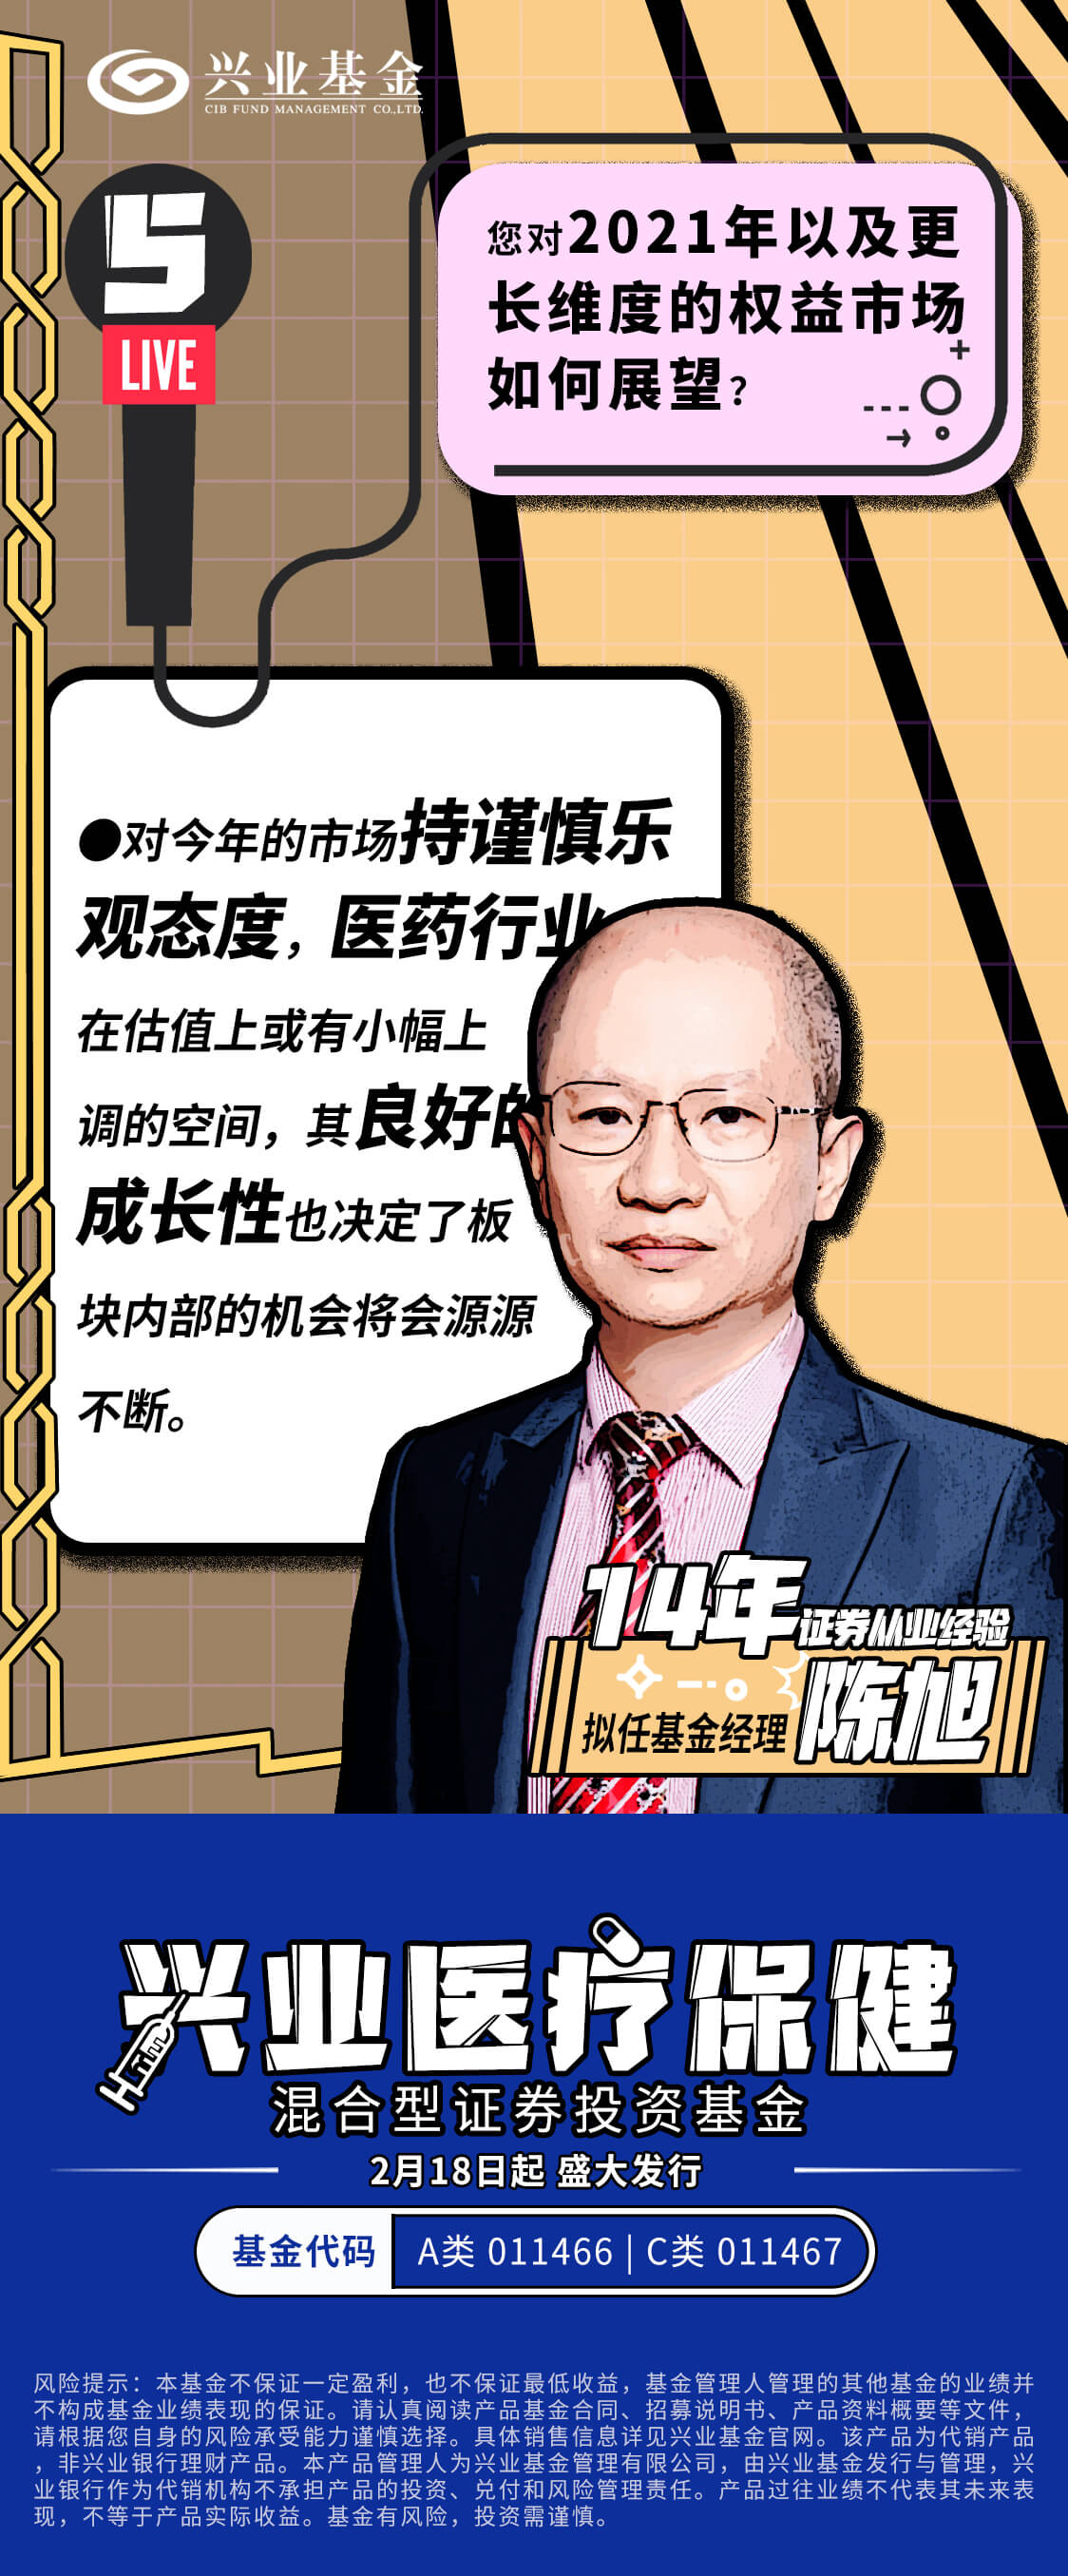 兴业基金
CIB FUND MANAGEMENT CO.,LTD.
5
LIVE
您对2021年以及更
长维度的权益市场
如何展望?
●对今年的市场持谨慎乐
观态度，医药行业
在估值上或有小幅上
调的空间，其良好的
成长性也决定了板
块内部的机会将会源源
不断。
14年证券从业经验
拟任基金经理 陈旭
兴业医疗保健
混合型证券投资基金
2月18日起 盛大发行
基金代码 A类 011466 | C类 011467
风险提示：本基金不保证一定盈利，也不保证最低收益，基金管理人管理的其他基金的业绩并
不构成基金业绩表现的保证。请认真阅读产品基金合同、招募说明书、产品资料概要等文件，
请根据您自身的风险承受能力谨慎选择。具体销售信息详见兴业基金官网。该产品为代销产品
，非兴业银行理财产品。本产品管理人为兴业基金管理有限公司，由兴业基金发行与管理，兴
业银行作为代销机构不承担产品的投资、兑付和风险管理责任。产品过往业绩不代表其未来表
现，不等于产品实际收益。基金有风险，投资需谨慎。